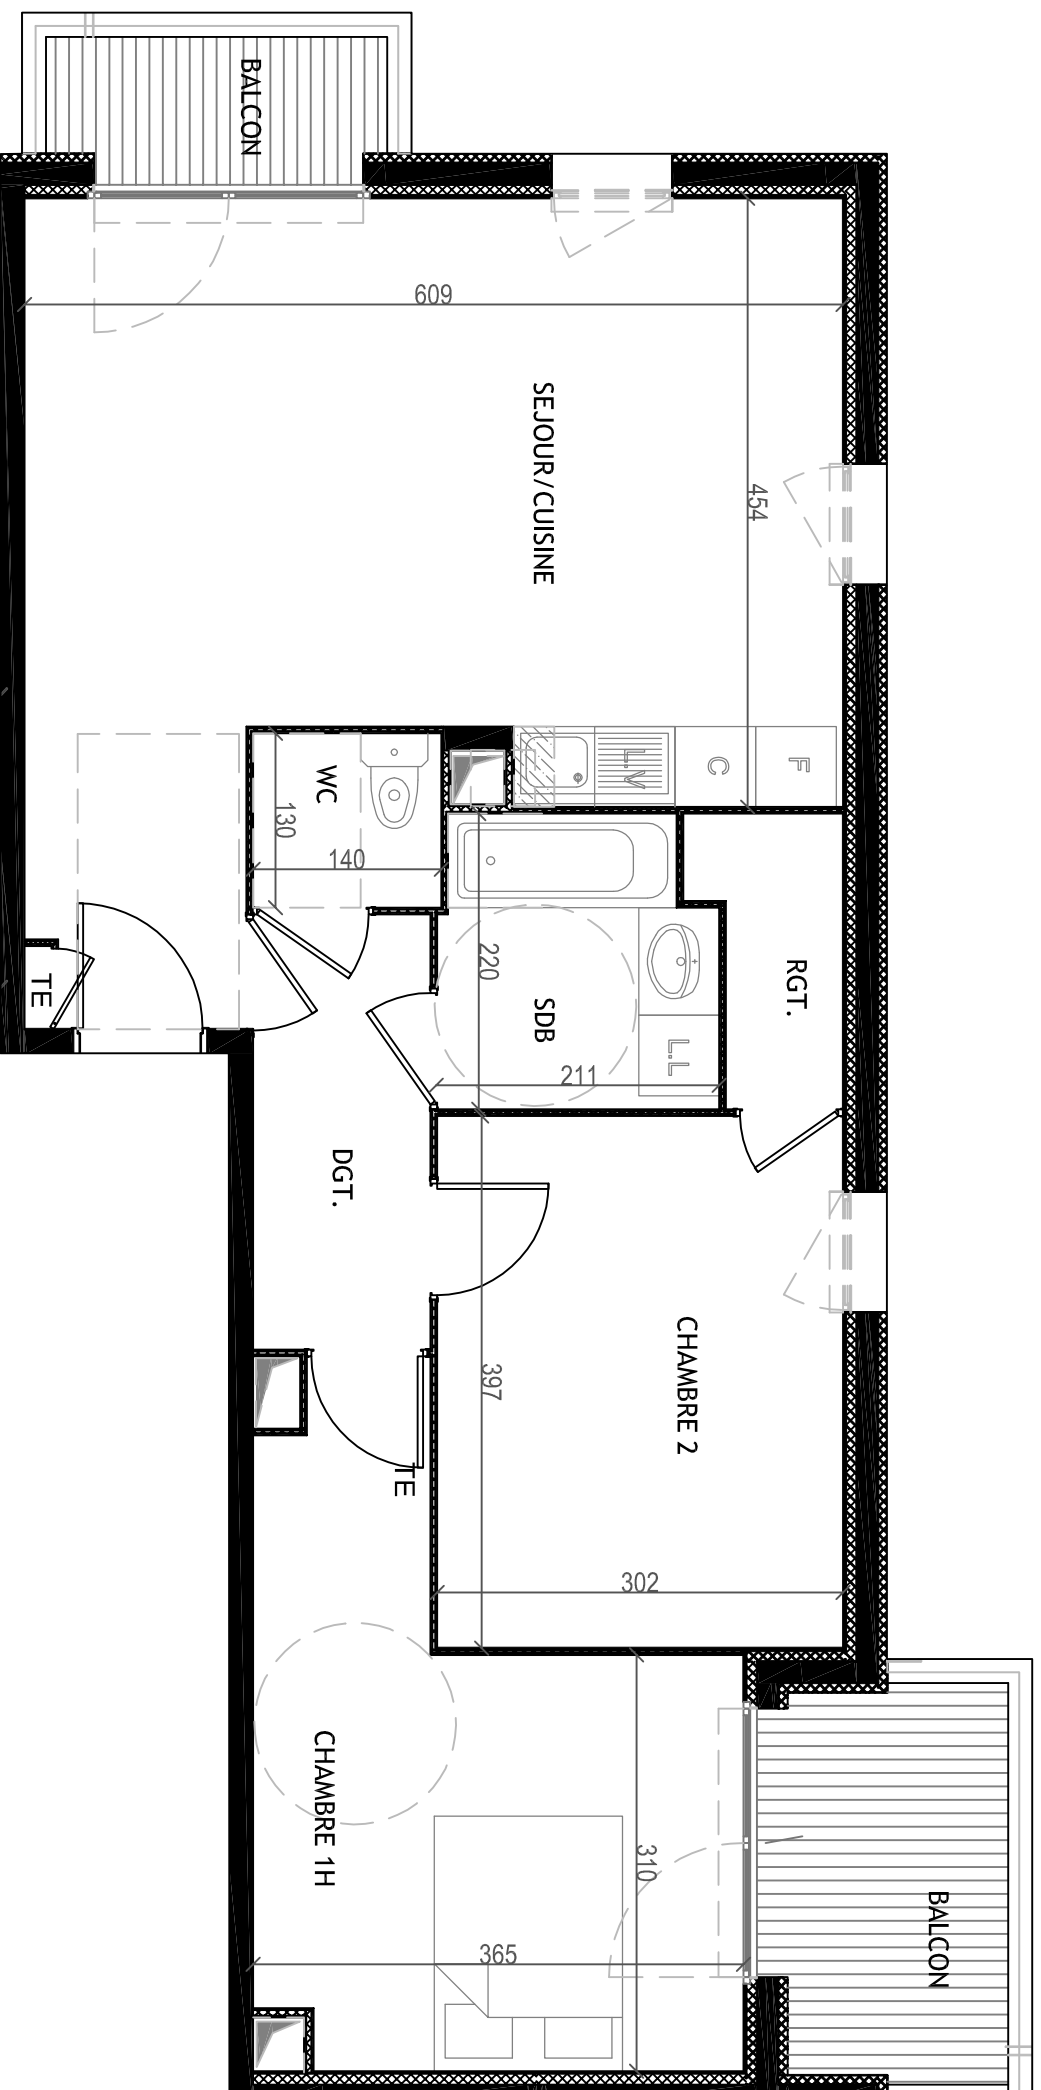 BALCON
609
SEJOUR/CUISINE
454
WC
130
140
L.V
C
F
220
SDB
211
L.L
RGT.
TE
DGT.
397
CHAMBRE 2
TE
302
CHAMBRE 1H
310
365
BALCON